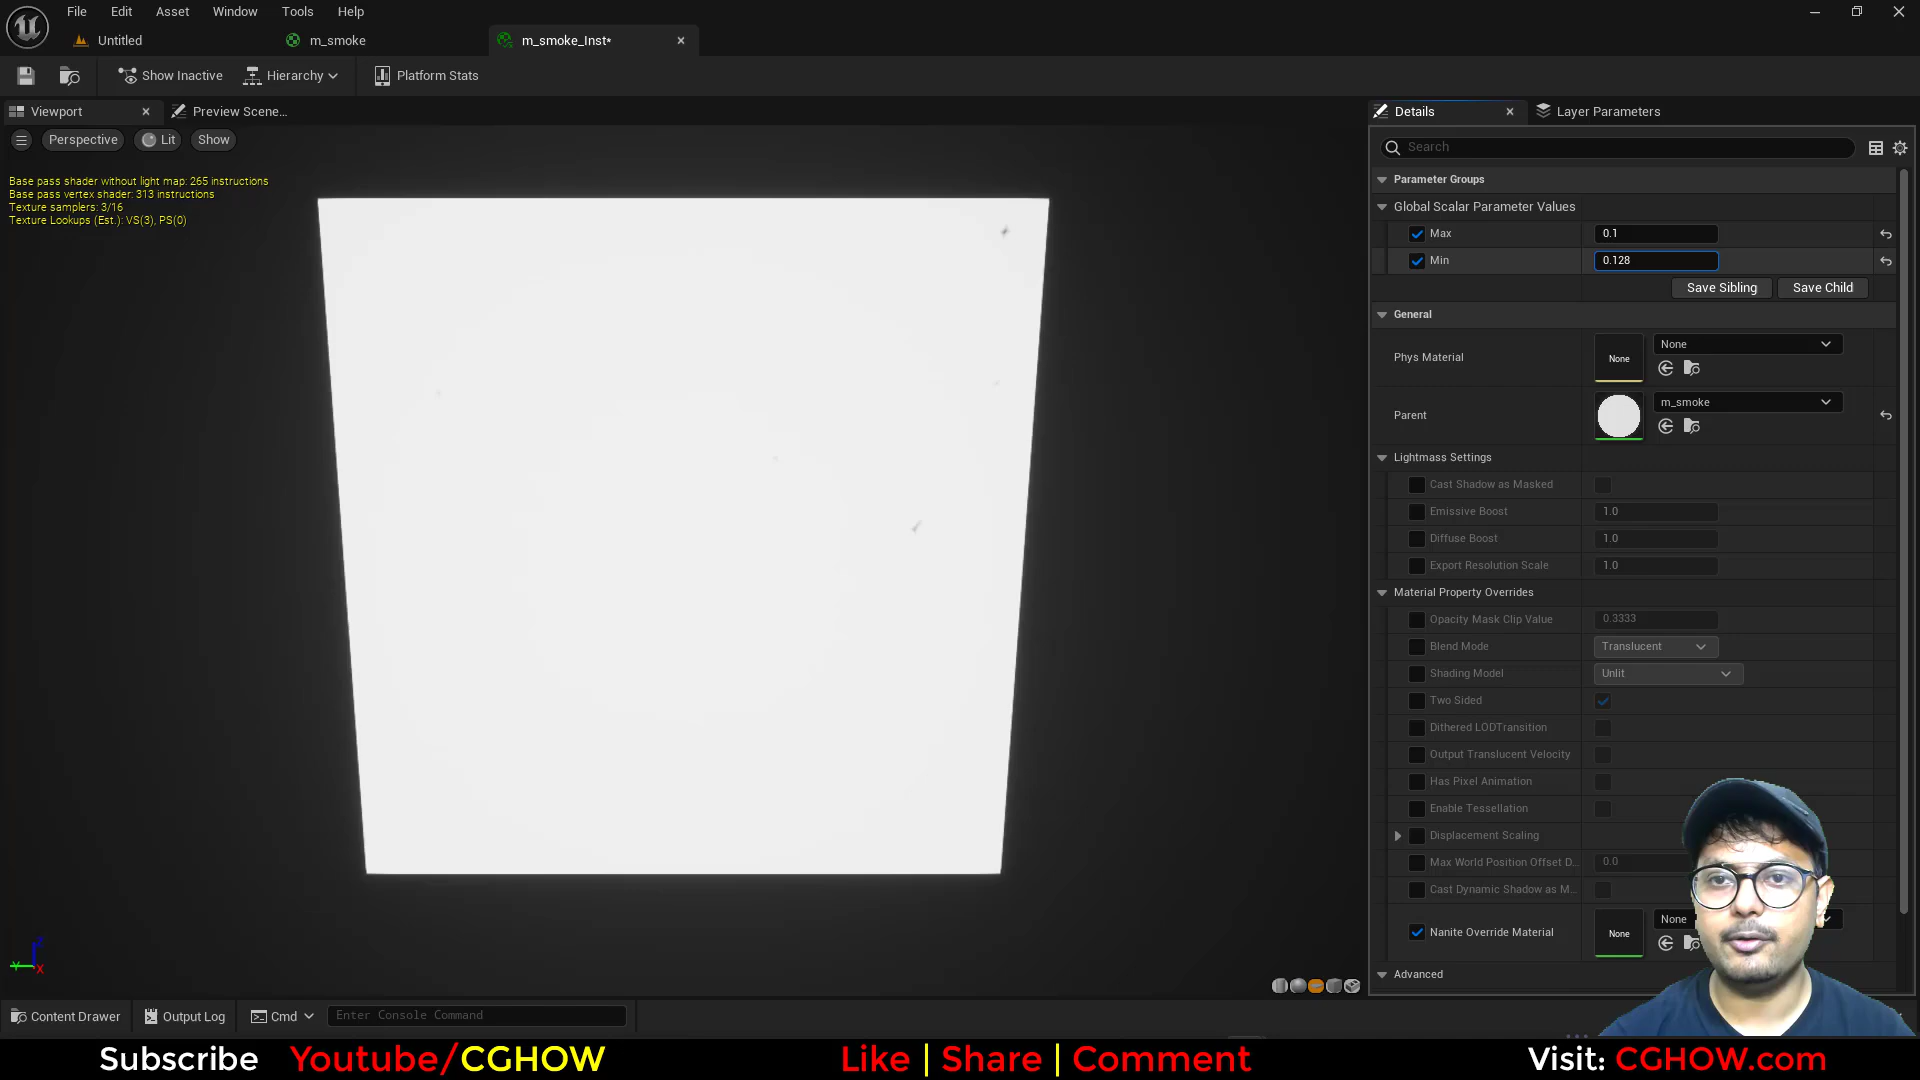 File Edit Asset Window Tools Help
Untitled m_smoke m_smoke_Inst*
Show Inactive Hierarchy Platform Stats
Viewport Preview Scene... Details Layer Parameters
Perspective Lit Show Search
Base pass shader without light map: 265 instructions
Base pass vertex shader: 313 instructions
Texture samplers: 3/16
Texture Lookups (Est.): VS(3), PS(0)
Parameter Groups
Global Scalar Parameter Values
Max 0.1
Min 0.128
Save Sibling Save Child
General
Phys Material None None
Parent m_smoke
Lightmass Settings
Cast Shadow as Masked
Emissive Boost 1.0
Diffuse Boost 1.0
Export Resolution Scale 1.0
Material Property Overrides
Opacity Mask Clip Value 0.3333
Blend Mode Translucent
Shading Model Unlit
Two Sided
Dithered LODTransition
Output Translucent Velocity
Has Pixel Animation
Enable Tessellation
Displacement Scaling
Max World Position Offset D... 0.0
Cast Dynamic Shadow as M...
Nanite Override Material None None
Advanced
Z Y X
Content Drawer Output Log Cmd Enter Console Command
Subscribe Youtube/CGHOW Like | Share | Comment Visit: CGHOW.com